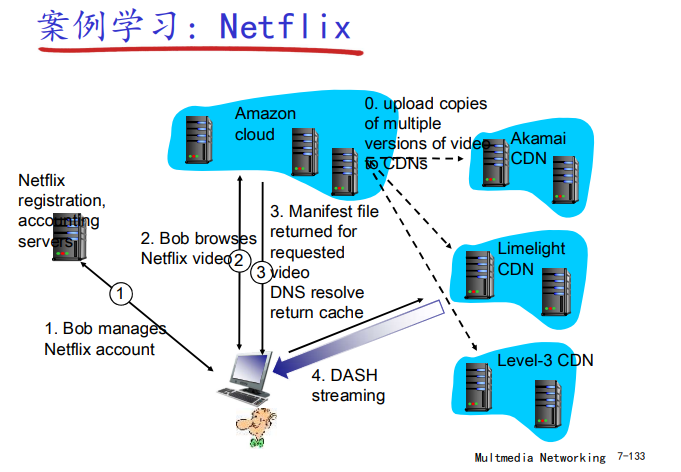 案例学习：Netflix
Amazon
cloud
0. upload copies
of multiple
versions of video
to CDNs
Akamai
CDN
Netflix
registration,
accounting
servers
2. Bob browses
Netflix video
2
3. Manifest file
returned for
requested
video
DNS resolve
return cache
3
Limelight
CDN
1
1. Bob manages
Netflix account
4. DASH
streaming
Level-3 CDN
Multmedia Networking 7-133